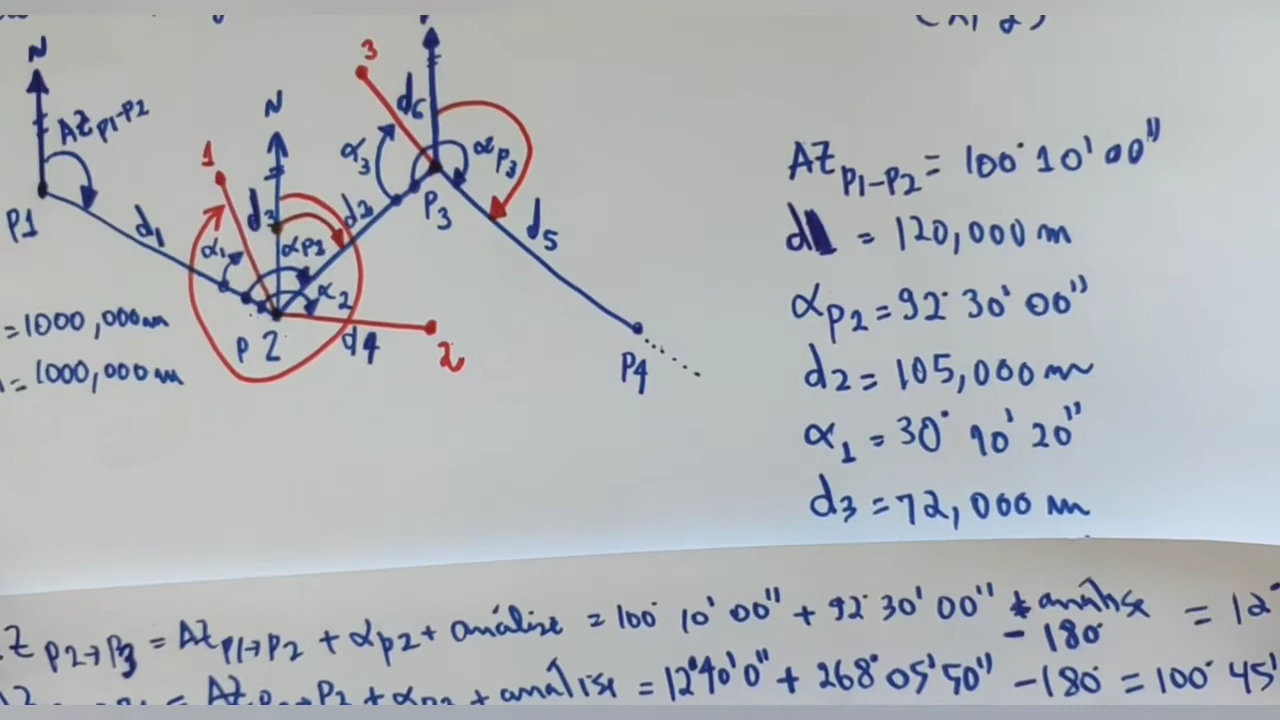 N
3
N
AZ P1-P2
1
d6
α3
αP3
P1
d1
d3
d2
P3
d5
α1
αP2
α2
=1000,000m
P2
d4
2
P4
=1000,000m
AZ P1-P2 = 100° 10' 00"
d1 = 120,000 m
αP2 = 92° 30' 00"
d2 = 105,000 m
α1 = 30° 40' 20"
d3 = 72,000 m
Z P2→P3 = AZ P1→P2 + αP2 + análise = 100° 10' 00" + 92° 30' 00" ± análise = 12°
- 180°
análise = 12°40'0" + 268° 05' 50" - 180° = 100° 45'